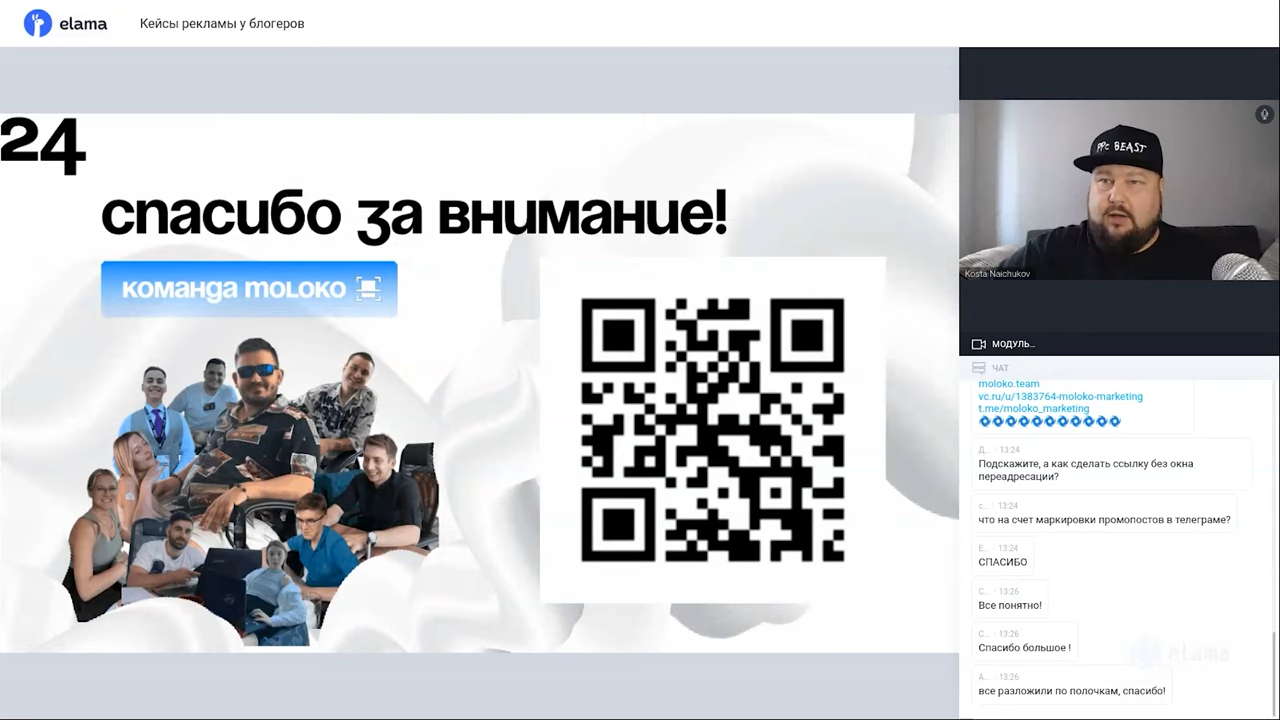 elama
Кейсы рекламы у блогеров
24
спасибо за внимание!
команда moloko
PPC BEAST
Kosta Naichukov
МОДУЛЬ...
ЧАТ
moloko.team
vc.ru/u/1383764-moloko-marketing
t.me/moloko_marketing
Д... 13:24
Подскажите, а как сделать ссылку без окна
переадресации?
с... 13:24
что на счет маркировки промопостов в телеграме?
Е... 13:24
СПАСИБО
С... 13:26
Все понятно!
С... 13:26
Спасибо большое !
elama
А... 13:26
все разложили по полочкам, спасибо!